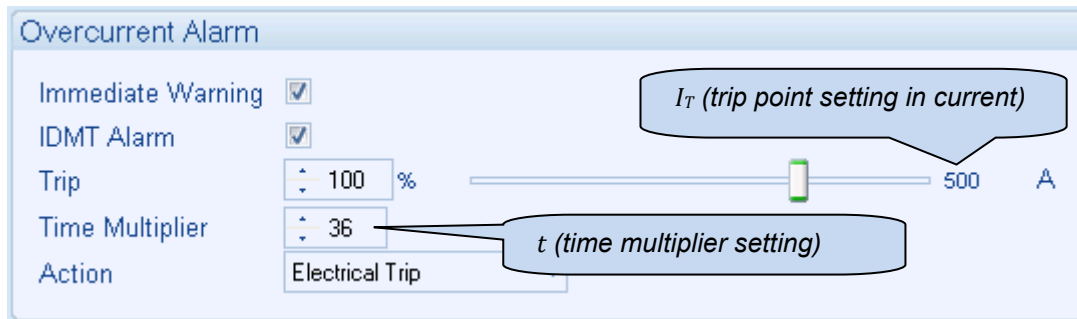 Overcurrent Alarm
Immediate Warning
IDMT Alarm
Trip 100 % 500 A
Time Multiplier 36
Action Electrical Trip
I_T (trip point setting in current)
t (time multiplier setting)